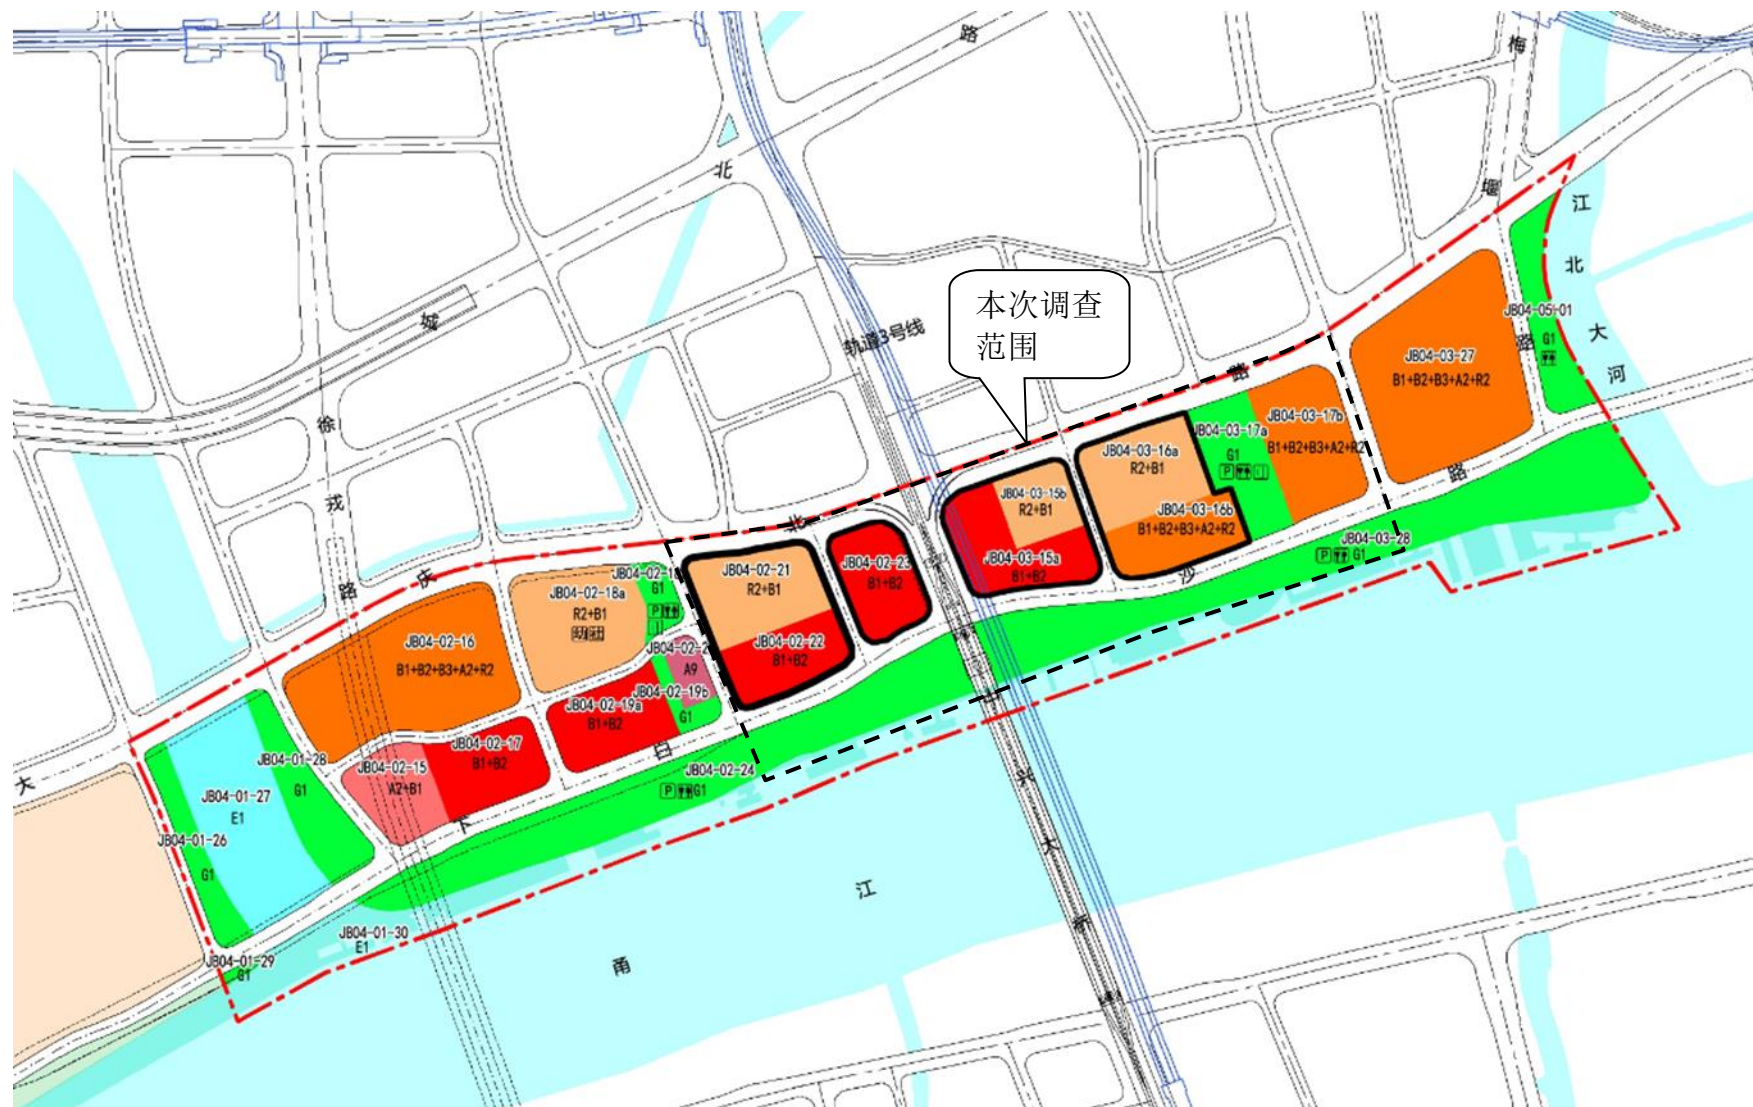 路
梅
北
堰
江
北
大
河
路
本次调查
范围
轨道3号线
城
徐
戎
路
JB04-05-01
G1
JB04-03-27
B1+B2+B3+A2+R2
路
JB04-03-17b
B1+B2+B3+A2+R2
JB04-03-17a
G1
P
JB04-03-16a
R2+B1
JB04-03-16b
B1+B2+B3+A2+R2
JB04-03-15b
R2+B1
JB04-03-15a
B1+B2
JB04-03-28
P
G1
路
沙
北
JB04-02-23
B1+B2
JB04-02-21
R2+B1
JB04-02-22
B1+B2
庆
JB04-02-18a
R2+B1
幼
G1
P
A9
JB04-02-19b
G1
JB04-02-19a
B1+B2
JB04-02-16
B1+B2+B3+A2+R2
JB04-02-17
B1+B2
JB04-02-15
A2+B1
白
JB04-02-24
P
G1
下
大
JB04-01-28
G1
JB04-01-27
E1
JB04-01-26
G1
JB04-01-30
E1
JB04-01-29
G1
兴
大
桥
江
甬